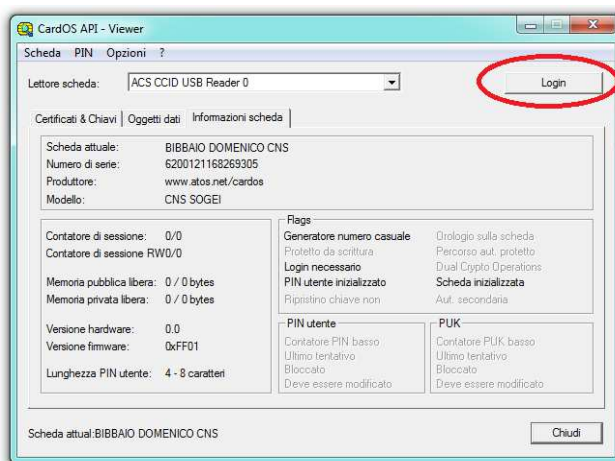 CardOS API - Viewer
Scheda PIN Opzioni ?
Lettore scheda: ACS CCID USB Reader 0 Login
Certificati & Chiavi Oggetti dati Informazioni scheda
Scheda attuale: BIBBAIO DOMENICO CNS
Numero di serie: 6200121168269305
Produttore: www.atos.net/cardos
Modello: CNS SOGEI
Contatore di sessione: 0/0
Contatore di sessione RW0/0
Memoria pubblica libera: 0 / 0 bytes
Memoria privata libera: 0 / 0 bytes
Versione hardware: 0.0
Versione firmware: 0xFF01
Lunghezza PIN utente: 4 - 8 caratteri
Flags
Generatore numero casuale Orologio sulla scheda
Protetto da scrittura Percorso aut. protetto
Login necessario Dual Crypto Operations
PIN utente inizializzato Scheda inizializzata
Ripristino chiave non Aut. secondaria
PIN utente
Contatore PIN basso
Ultimo tentativo
Bloccato
Deve essere modificato
PUK
Contatore PUK basso
Ultimo tentativo
Bloccato
Deve essere modificato
Scheda attual:BIBBAIO DOMENICO CNS Chiudi